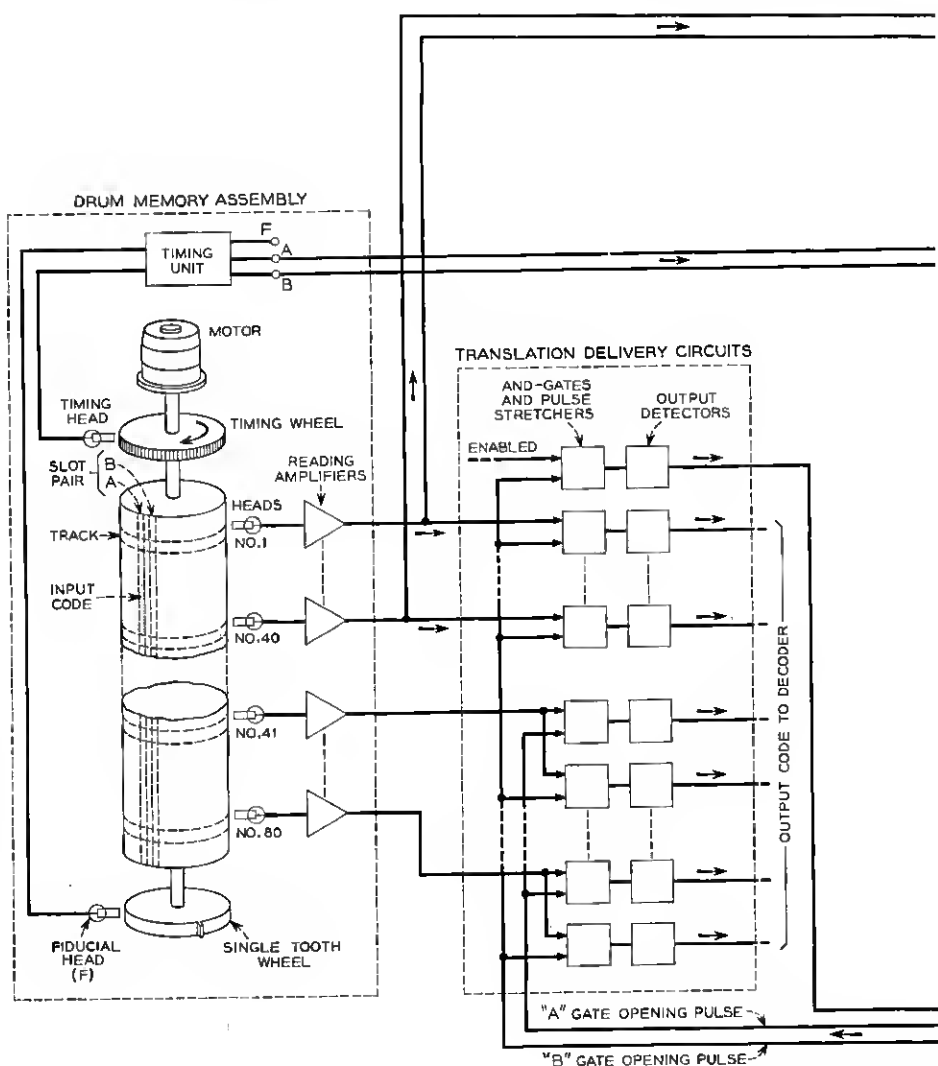 DRUM MEMORY ASSEMBLY
F
A
B
TIMING
UNIT
MOTOR
TIMING
HEAD
TIMING WHEEL
SLOT
PAIR
B
A
READING
AMPLIFIERS
HEADS
NO.1
TRACK
INPUT
CODE
NO.40
NO.41
NO.80
FIDUCIAL
HEAD
(F)
SINGLE TOOTH
WHEEL
TRANSLATION DELIVERY CIRCUITS
AND-GATES
AND PULSE
STRETCHERS
OUTPUT
DETECTORS
ENABLED
OUTPUT CODE TO DECODER
"A" GATE OPENING PULSE
"B" GATE OPENING PULSE